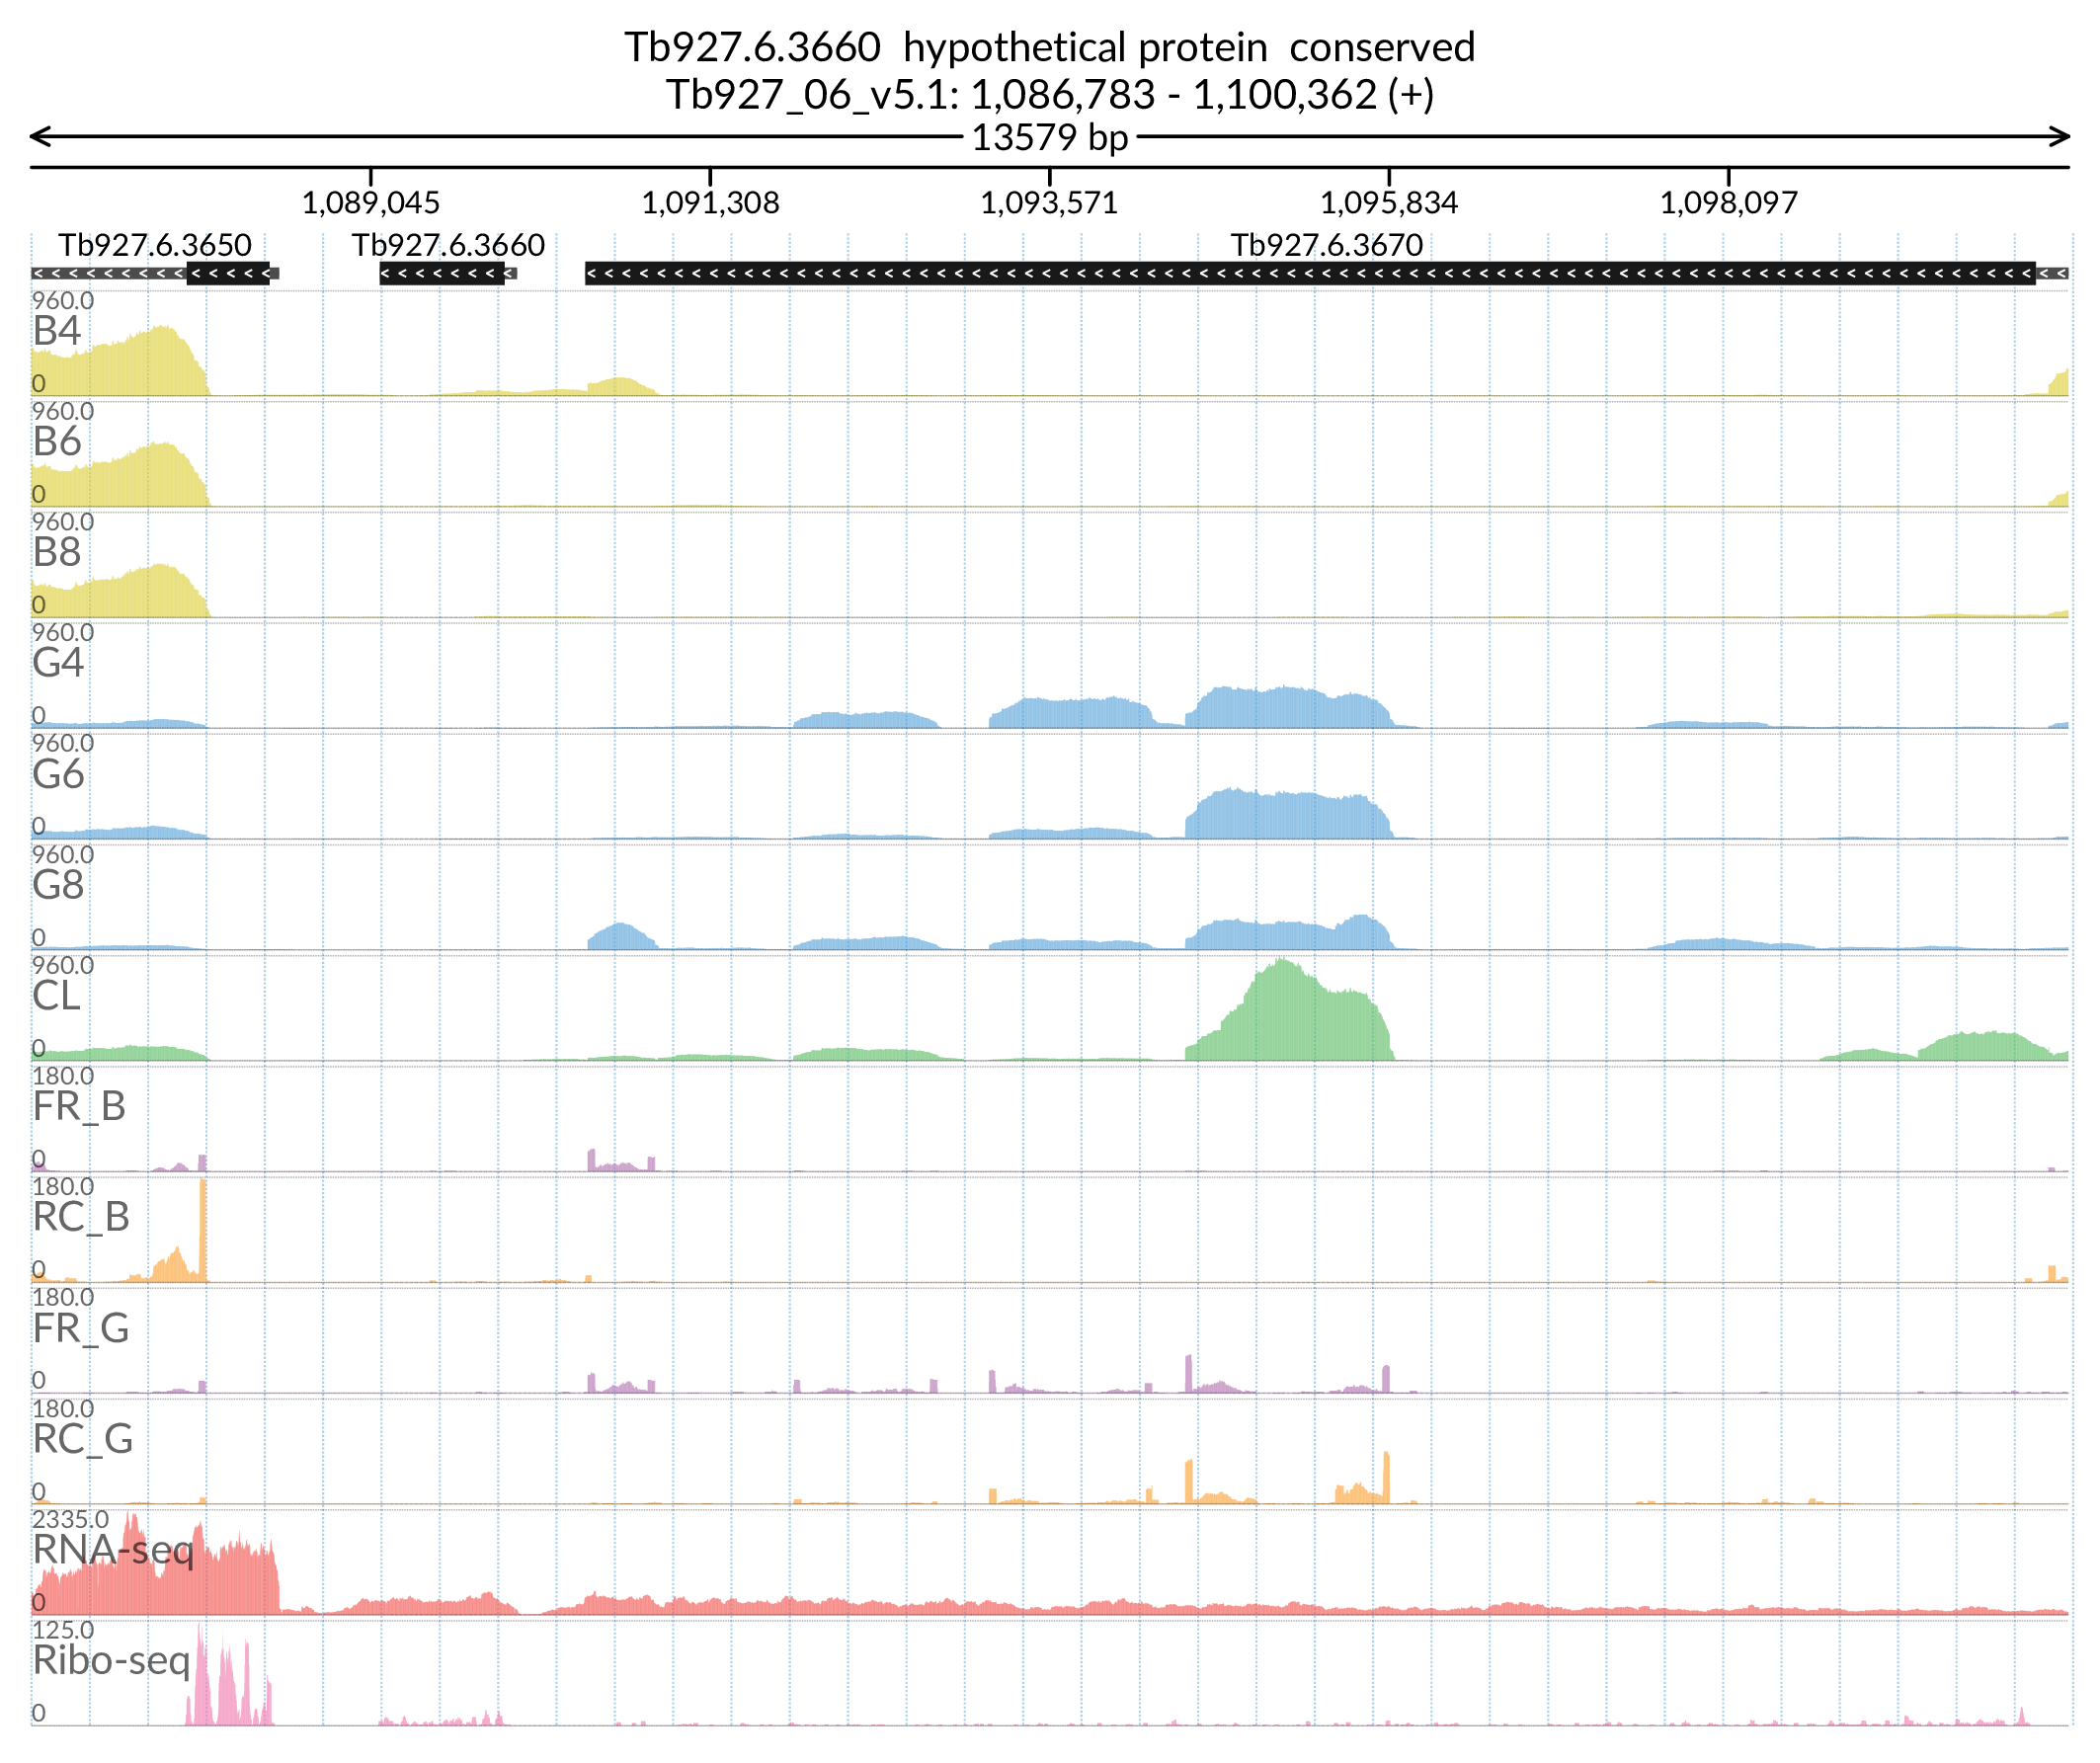 Tb927.6.3660 hypothetical protein conserved
Tb927_06_v5.1: 1,086,783 - 1,100,362 (+)
13579 bp
1,089,045 1,091,308 1,093,571 1,095,834 1,098,097
Tb927.6.3650 Tb927.6.3660 Tb927.6.3670
960.0
B4
0
960.0
B6
0
960.0
B8
0
960.0
G4
0
960.0
G6
0
960.0
G8
0
960.0
CL
0
180.0
FR_B
0
180.0
RC_B
0
180.0
FR_G
0
180.0
RC_G
0
2335.0
RNA-seq
0
125.0
Ribo-seq
0